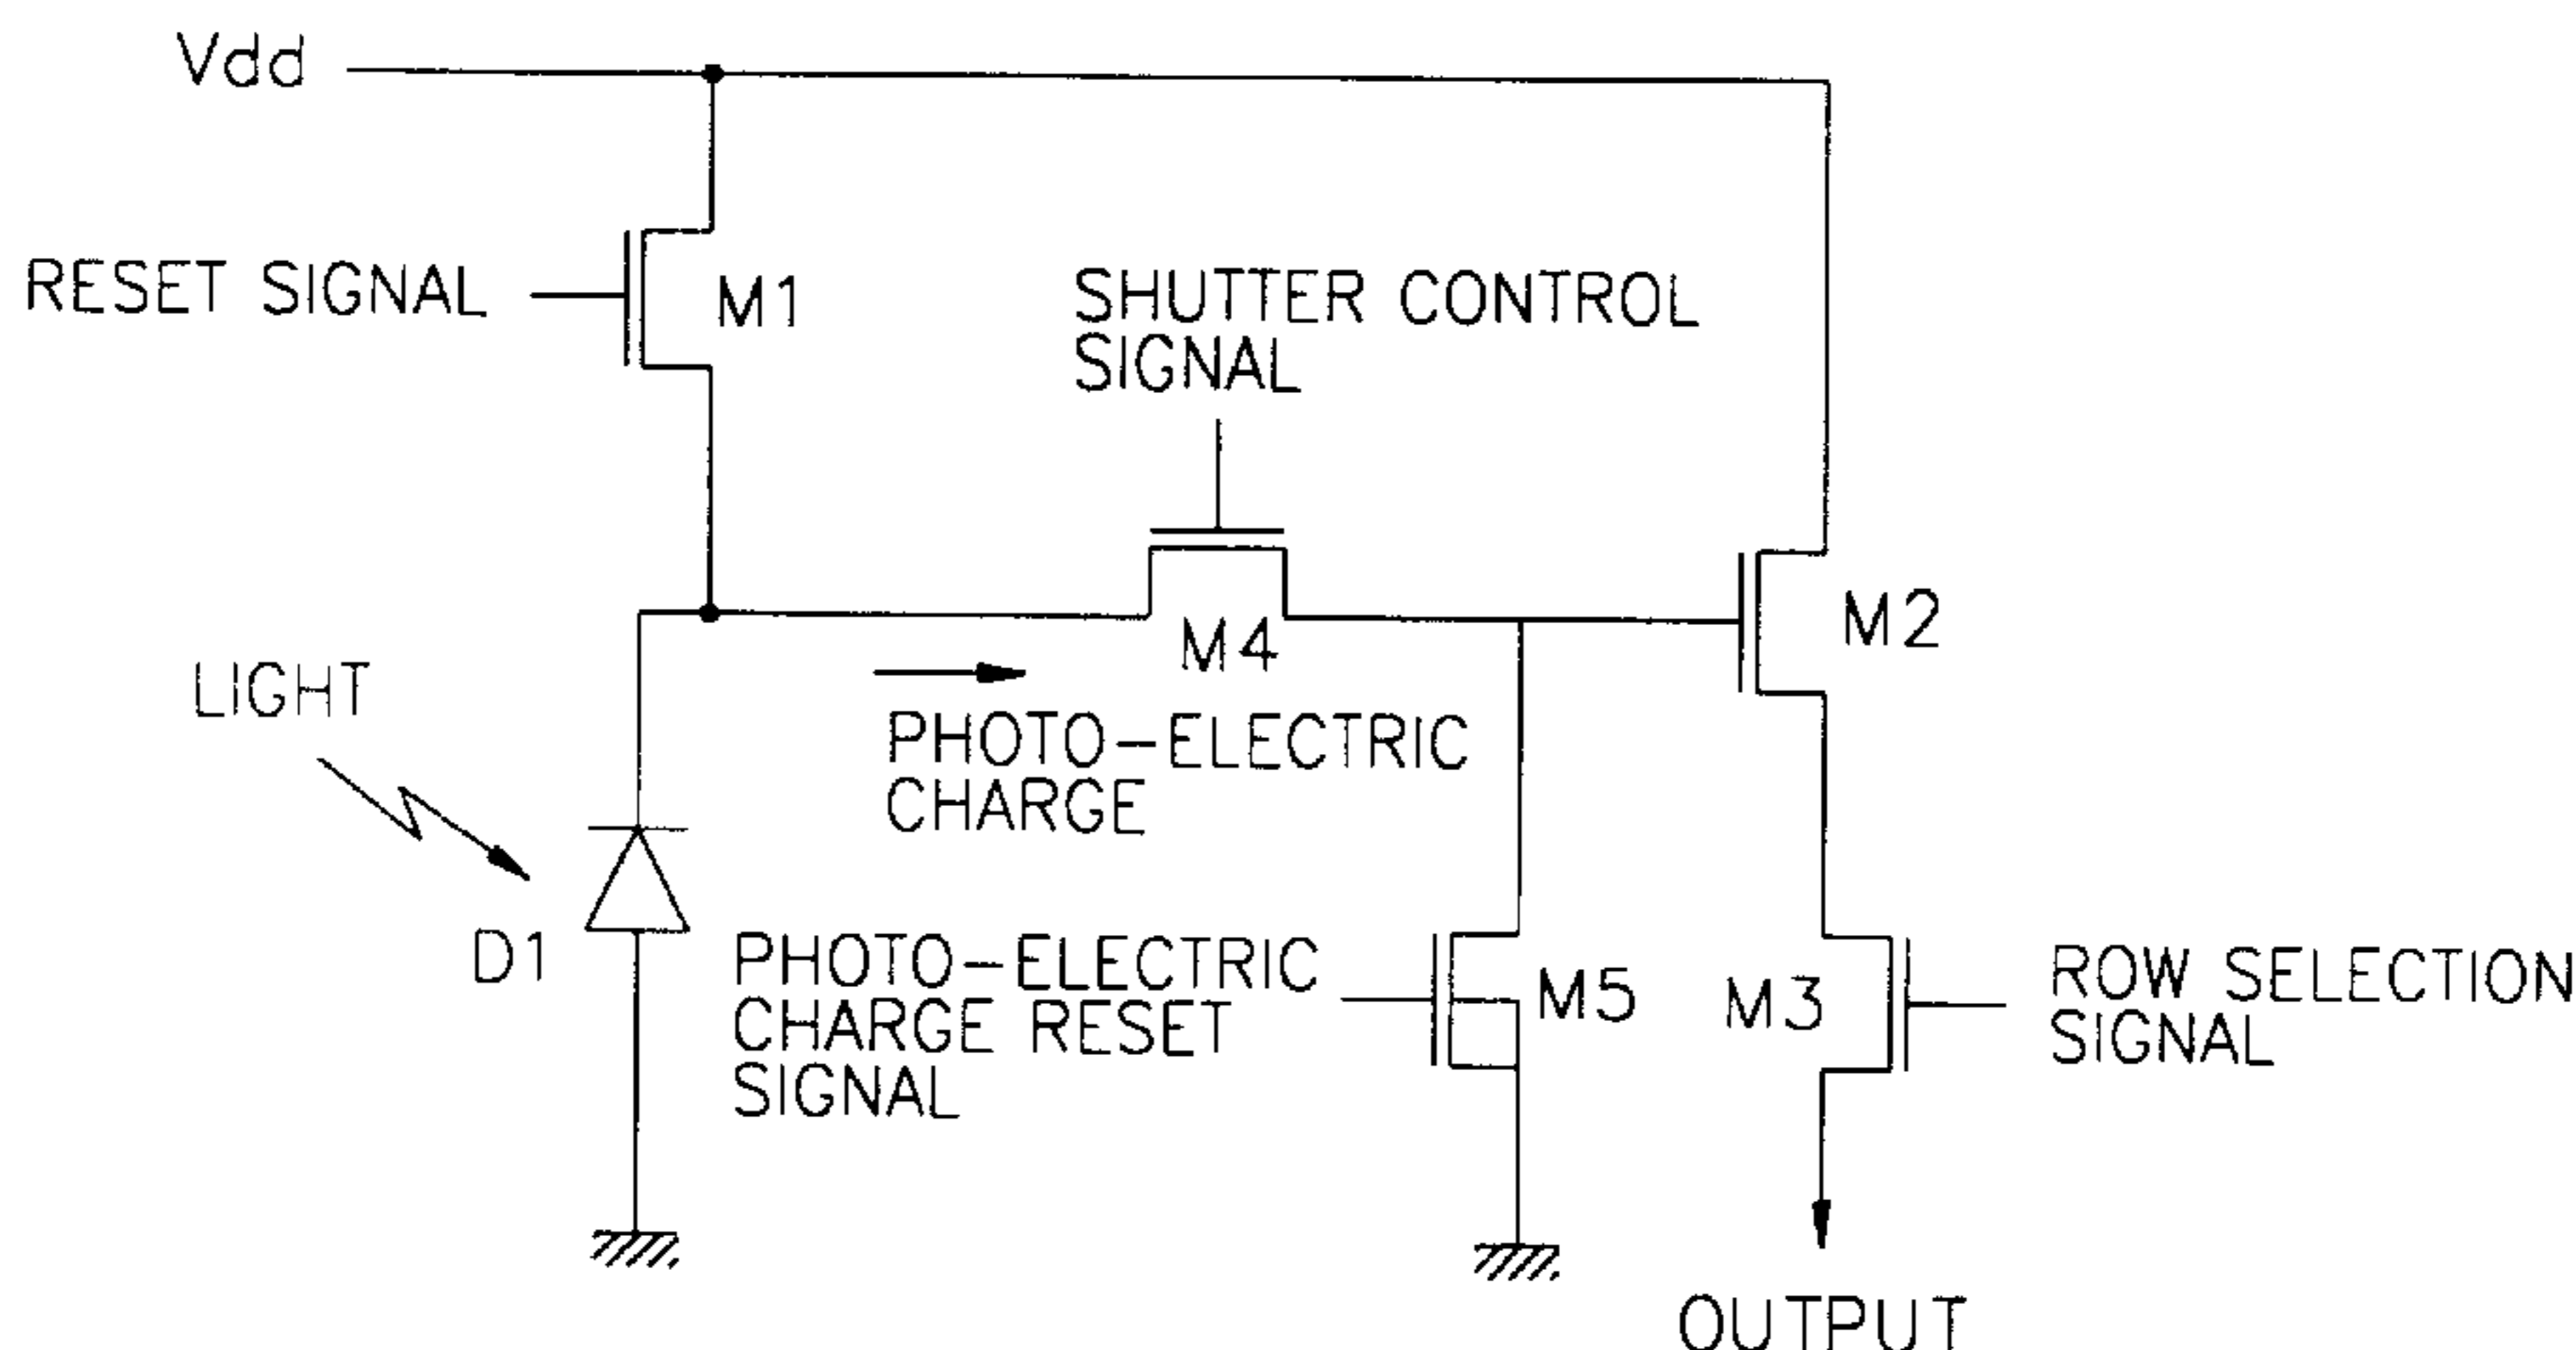 Vdd
RESET SIGNAL
M1
SHUTTER CONTROL
SIGNAL
M4
M2
LIGHT
PHOTO-ELECTRIC
CHARGE
D1
PHOTO-ELECTRIC
CHARGE RESET
SIGNAL
M5
M3
ROW SELECTION
SIGNAL
OUTPUT